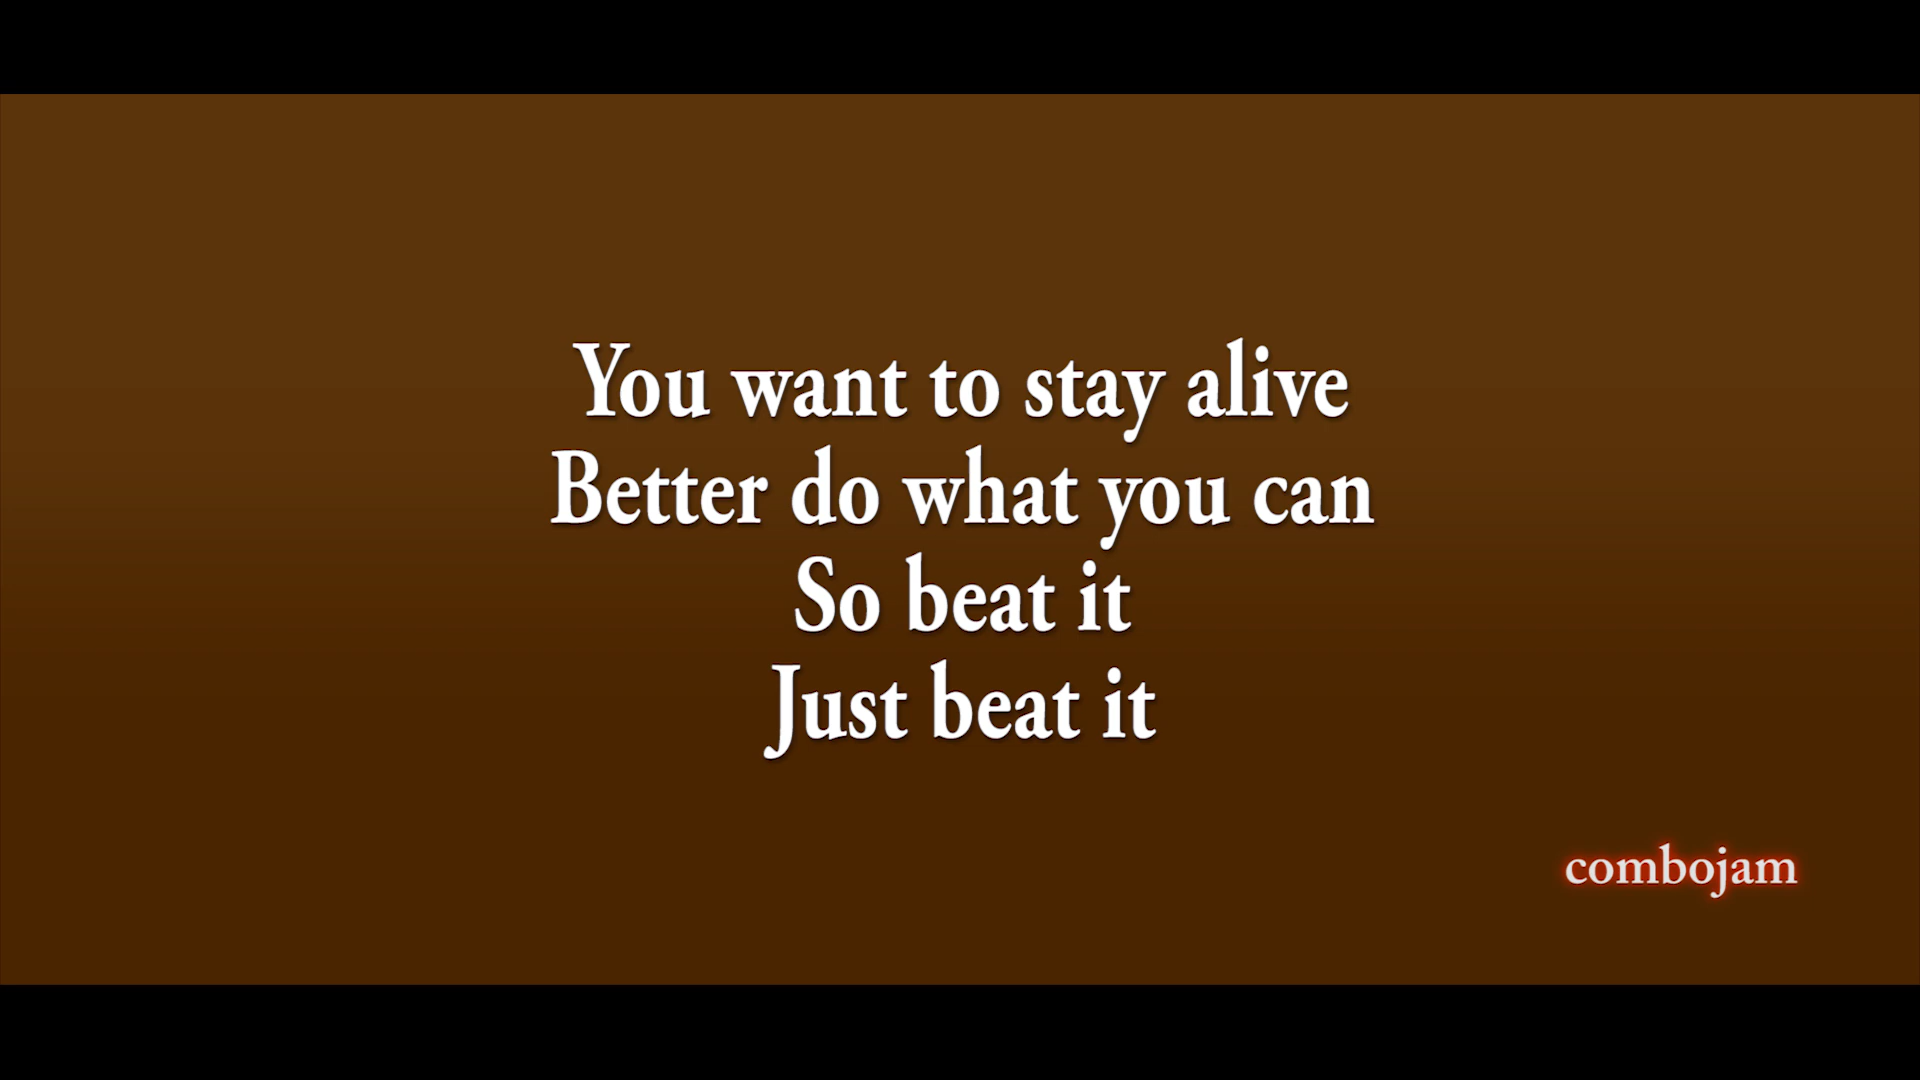 You want to stay alive
Better do what you can
So beat it
Just beat it
combojam